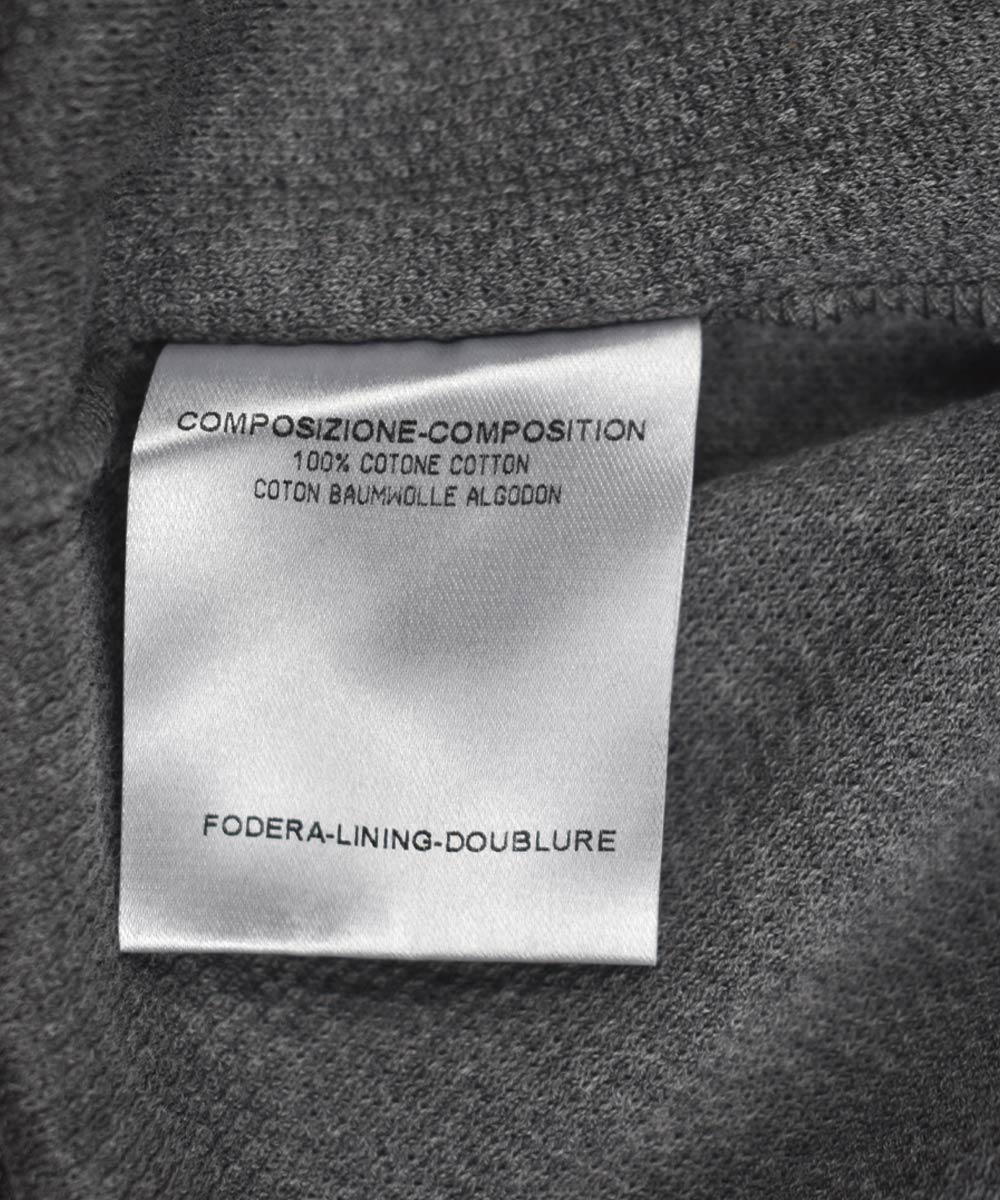 COMPOSIZIONE-COMPOSITION
100% COTONE COTTON
COTON BAUMWOLLE ALGODON
FODERA-LINING-DOUBLURE